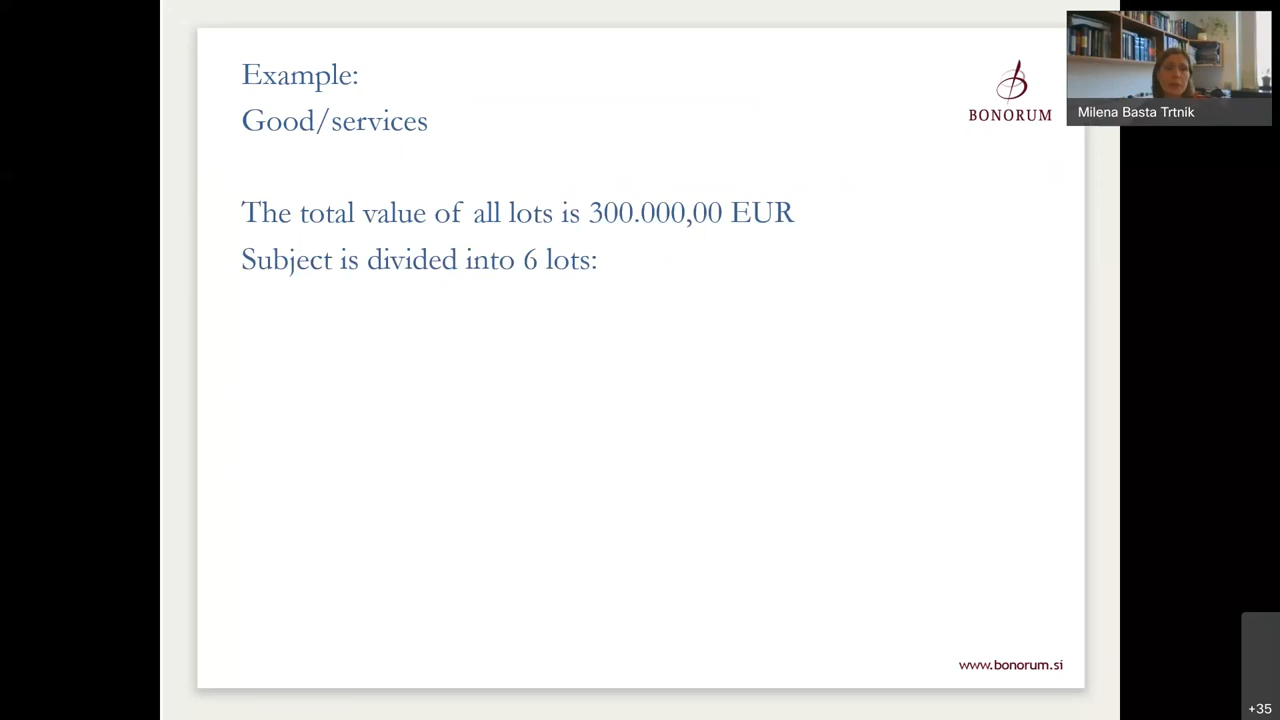 Example:
Good/services
The total value of all lots is 300.000,00 EUR
Subject is divided into 6 lots:
BONORUM
Milena Basta Trtnik
www.bonorum.si
+35